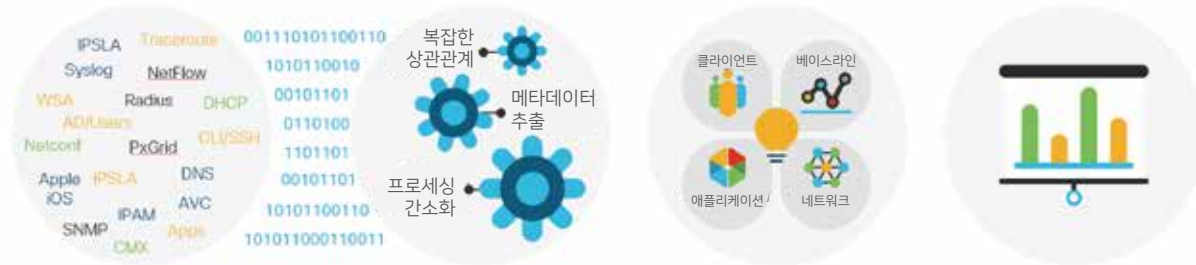 IPSLA Traceroute
Syslog NetFlow
WSA Radius DHCP
AD/Users
CLI/SSH
Netconf PxGrid
Apple IPSLA DNS
iOS
IPAM AVC
SNMP Apps
CMX
001110101100110
1010110010
00101101
0110100
1101101
00101101
10101100110
101011000110011
복잡한
상관관계
메타데이터
추출
프로세싱
간소화
클라이언트
베이스라인
애플리케이션
네트워크